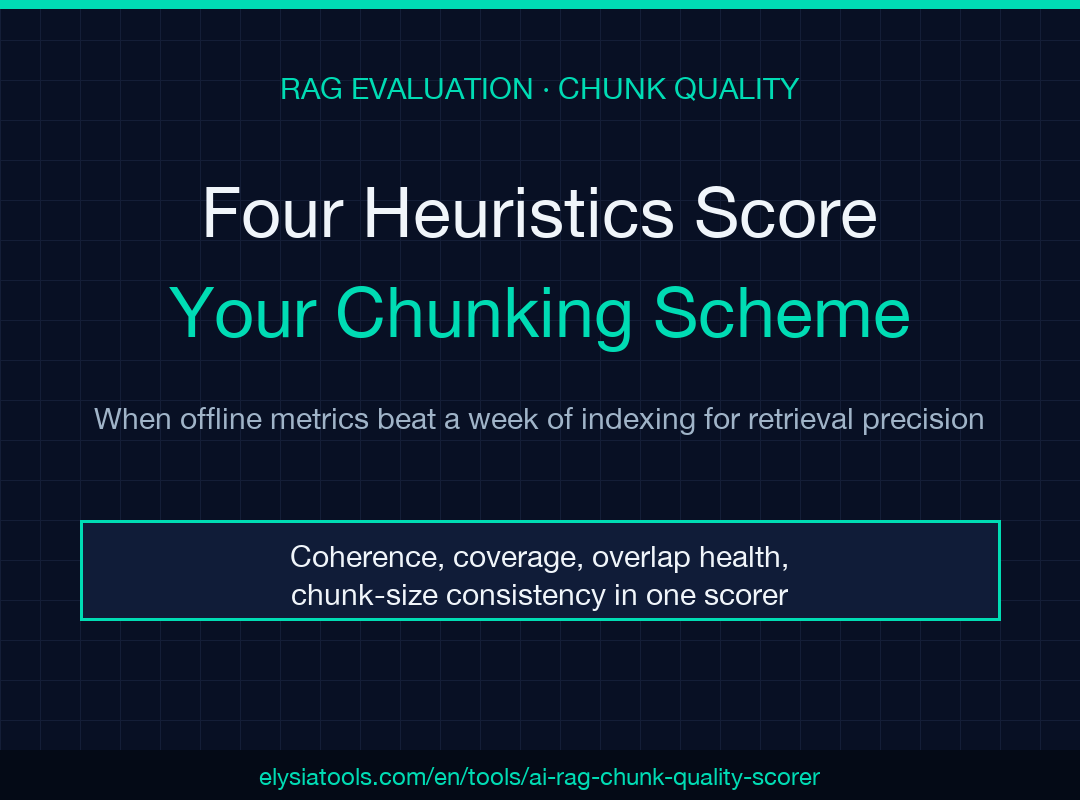 RAG EVALUATION · CHUNK QUALITY
Four Heuristics Score
Your Chunking Scheme
When offline metrics beat a week of indexing for retrieval precision
Coherence, coverage, overlap health,
chunk-size consistency in one scorer
elysiatools.com/en/tools/ai-rag-chunk-quality-scorer